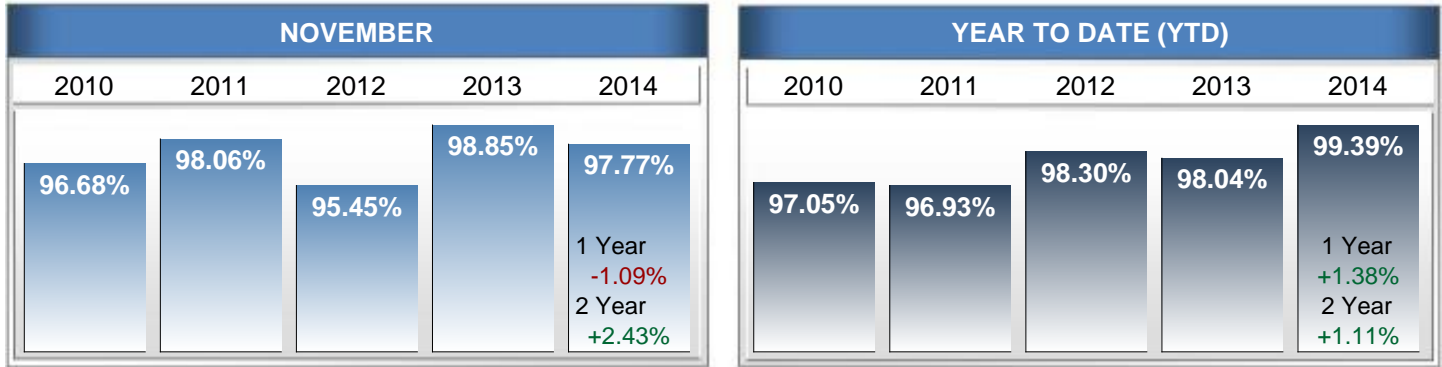 NOVEMBER
2010 2011 2012 2013 2014
96.68% 98.06% 95.45% 98.85% 97.77%
1 Year
-1.09%
2 Year
+2.43%
YEAR TO DATE (YTD)
2010 2011 2012 2013 2014
97.05% 96.93% 98.30% 98.04% 99.39%
1 Year
+1.38%
2 Year
+1.11%